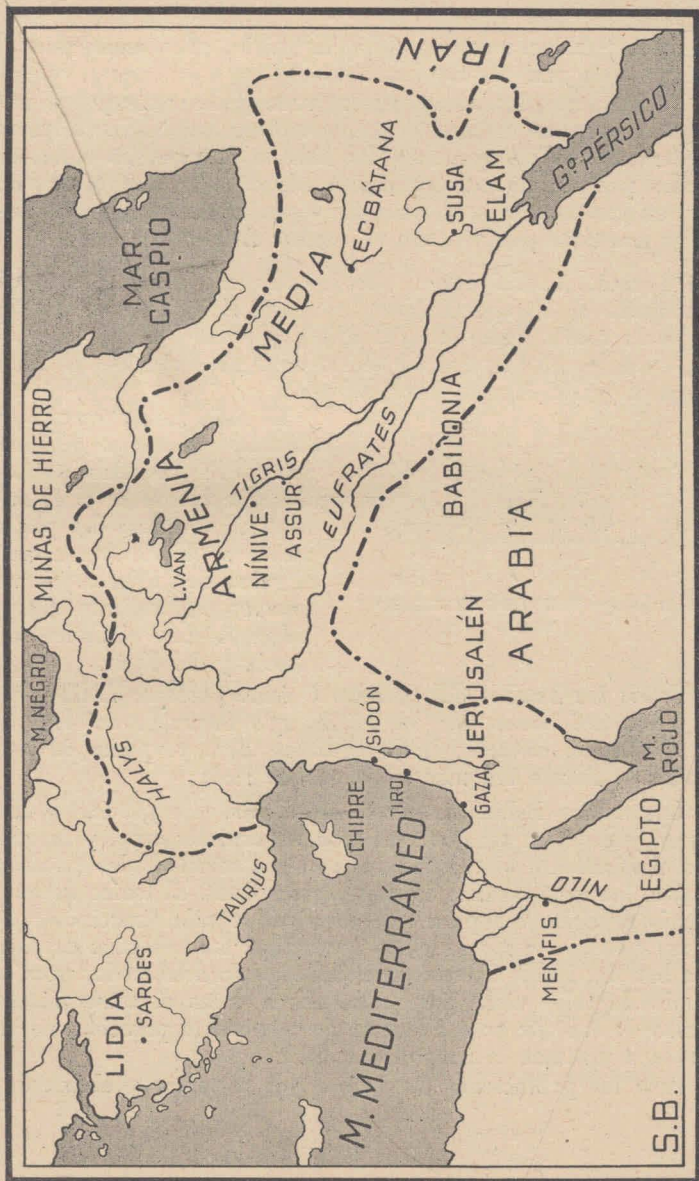 M. NEGRO
MINAS DE HIERRO
MAR
CASPIO
LIDIA
SARDES
HALYS
TAURUS
L.VAN
ARMENIA
MEDIA
IRÁN
TIGRIS
NÍNIVE
ASSUR
EUFRATES
ECBÁTANA
SUSA
ELAM
Gº PÉRSICO
CHIPRE
SIDÓN
TIRO
M. MEDITERRÁNEO
GAZA
JERUSALÉN
BABILONIA
ARABIA
MENFIS
NILO
EGIPTO
M.
ROJO
S.B.